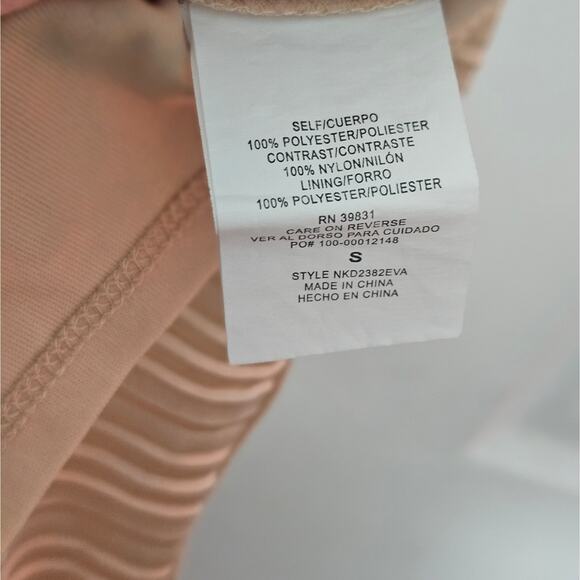 SELF/CUERPO
100% POLYESTER/POLIESTER
CONTRAST/CONTRASTE
100% NYLON/NILÓN
LINING/FORRO
100% POLYESTER/POLIESTER
RN 39831
CARE ON REVERSE
VER AL DORSO PARA CUIDADO
PO# 100-00012148
S
STYLE NKD2382EVA
MADE IN CHINA
HECHO EN CHINA